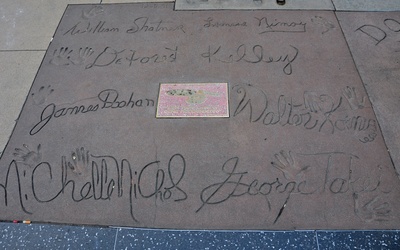 William Shatner Leonard Nimoy
DeForest Kelley
James Doohan Walter Koenig
Nichelle Nichols George Takei